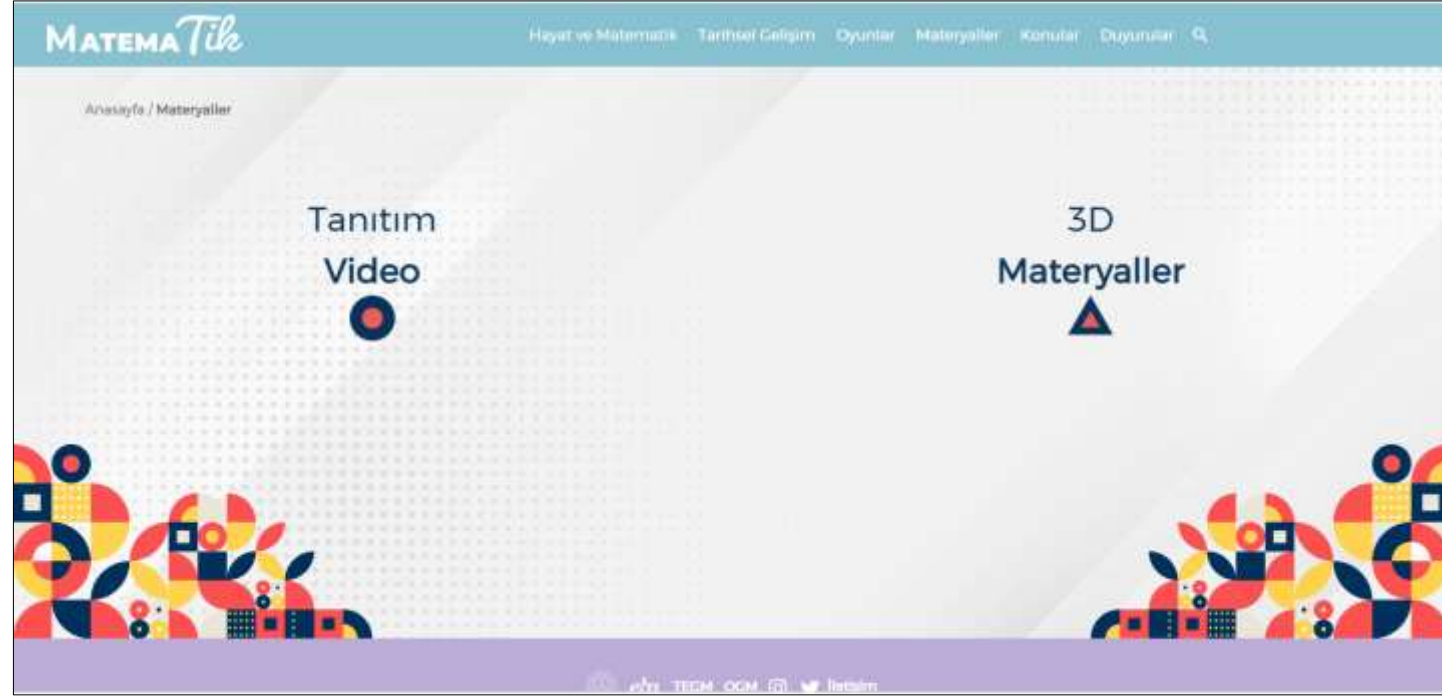 MATEMATik
Hayat ve Matematik Tarihsel Gelişim Oyunlar Materyaller Konular Duyurular
Anasayfa / Materyaller
Tanıtım
Video
3D
Materyaller
eba TEGM OGM İletişim